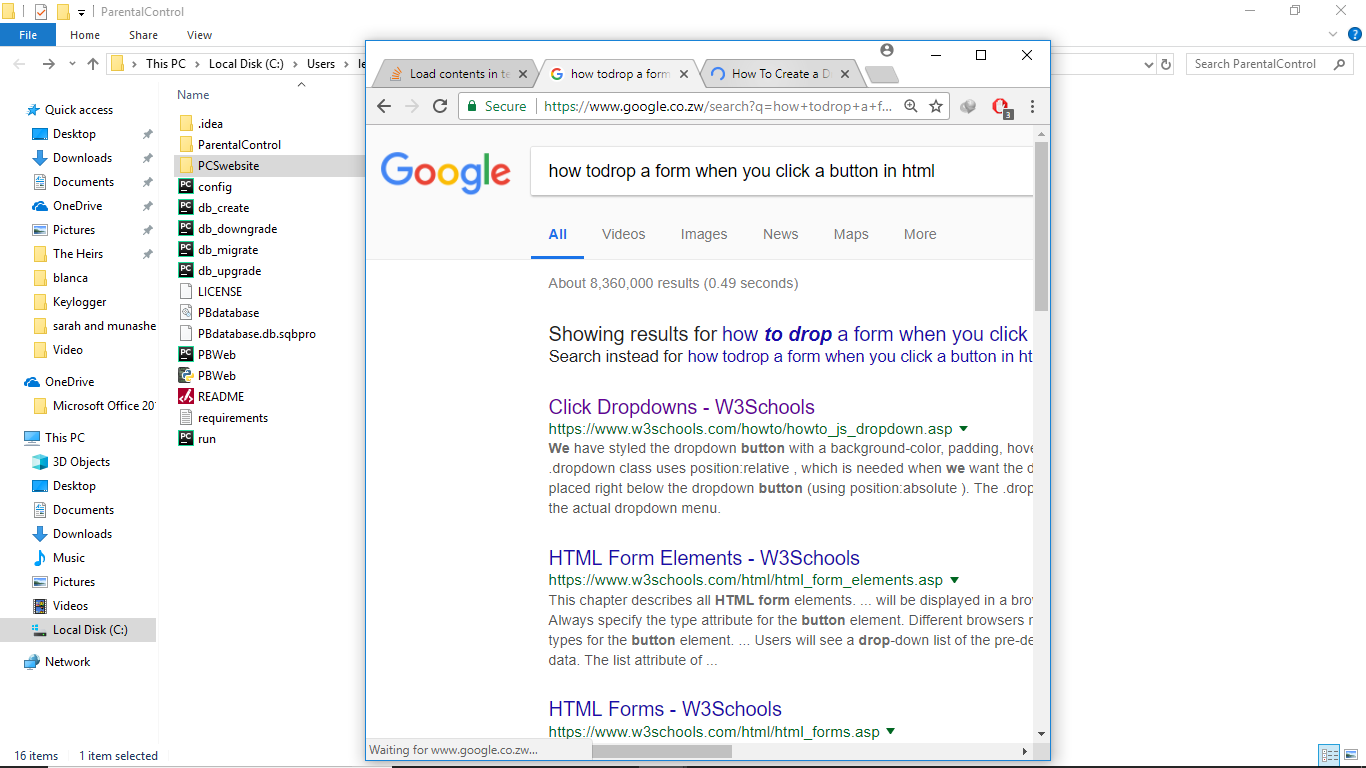 ParentalControl
File Home Share View
This PC Local Disk (C:) Users
Search ParentalControl
Quick access
Desktop
Downloads
Documents
OneDrive
Pictures
The Heirs
blanca
Keylogger
sarah and munashe
Video
OneDrive
Microsoft Office
This PC
3D Objects
Desktop
Documents
Downloads
Music
Pictures
Videos
Local Disk (C:)
Network
Name
.idea
ParentalControl
PCSwebsite
config
db_create
db_downgrade
db_migrate
db_upgrade
LICENSE
PBdatabase
PBdatabase.db.sqbpro
PBWeb
PBWeb
README
requirements
run
16 items 1 item selected
Load contents in how todrop a form How To Create a D
Secure https://www.google.co.zw/search?q=how+todrop+a+f...
3
Google
how todrop a form when you click a button in html
All Videos Images News Maps More
About 8,360,000 results (0.49 seconds)
Showing results for how to drop a form when you click
Search instead for how todrop a form when you click a button in ht
Click Dropdowns - W3Schools
https://www.w3schools.com/howto/howto_js_dropdown.asp
We have styled the dropdown button with a background-color, padding, hove
.dropdown class uses position:relative , which is needed when we want the d
placed right below the dropdown button (using position:absolute ). The .drop
the actual dropdown menu.
HTML Form Elements - W3Schools
https://www.w3schools.com/html/html_form_elements.asp
This chapter describes all HTML form elements. ... will be displayed in a brow
Always specify the type attribute for the button element. Different browsers
types for the button element. ... Users will see a drop-down list of the pre-de
data. The list attribute of ...
HTML Forms - W3Schools
https://www.w3schools.com/html/html_forms.asp
Waiting for www.google.co.zw...